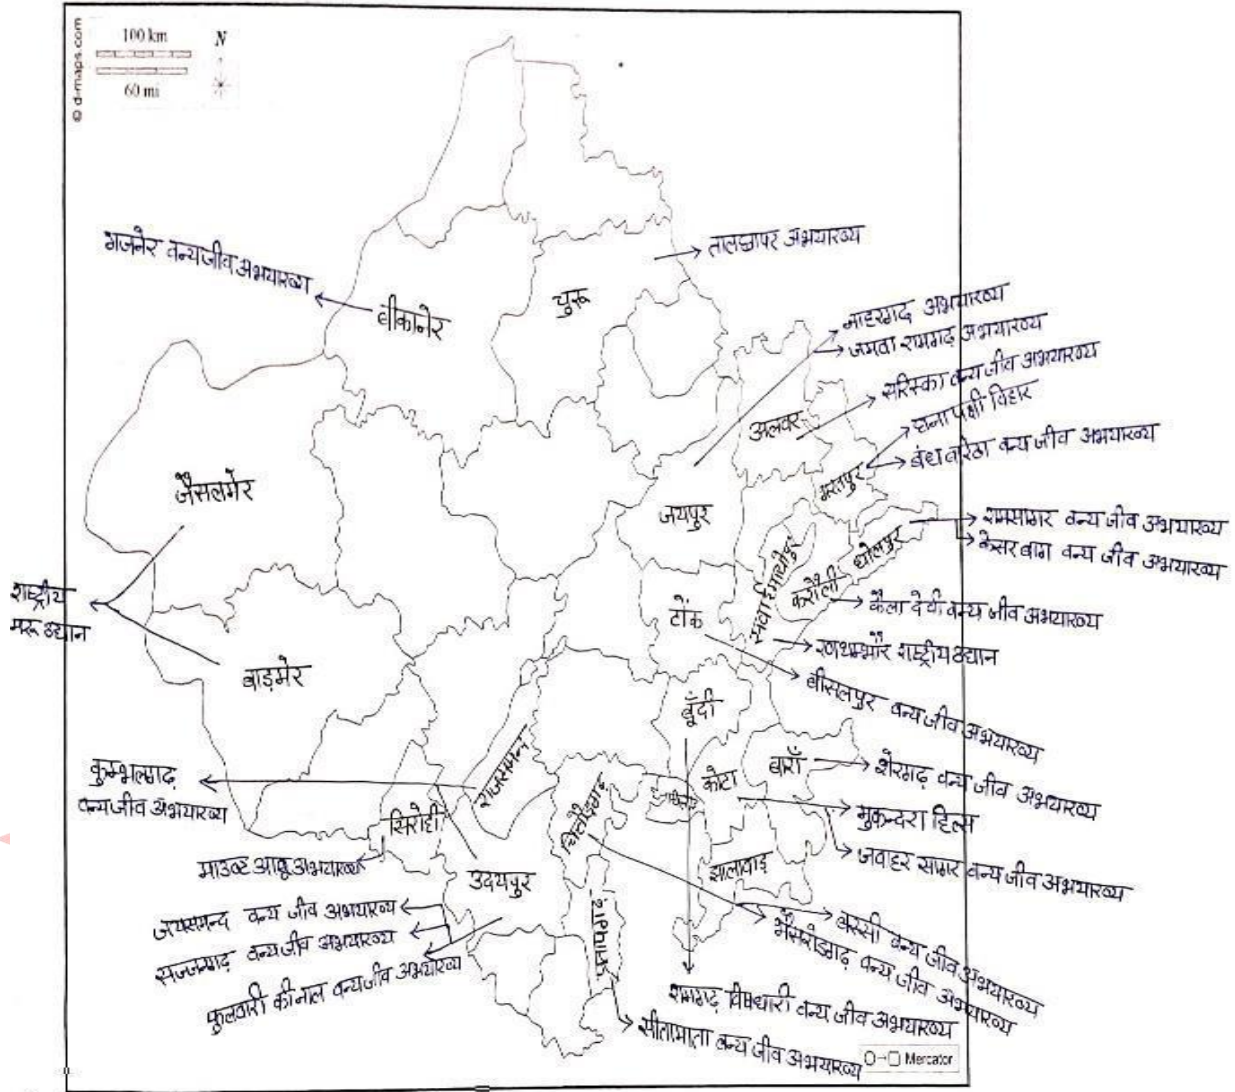 © d-maps.com
100 km
60 mi
N
गजनेर वन्यजीव अभयारण्य
बीकानेर
चुरू
तालछापर अभयारण्य
नाहरगढ़ अभयारण्य
जमवा रामगढ़ अभयारण्य
सरिस्का वन्य जीव अभयारण्य
अलवर
घना पक्षी विहार
बंध बारेठा वन्य जीव अभयारण्य
भरतपुर
जैसलमेर
जयपुर
रामसागर वन्य जीव अभयारण्य
केसर बाग वन्य जीव अभयारण्य
धौलपुर
सवाई माधोपुर
करौली
राष्ट्रीय
मरू उद्यान
टोंक
कैला देवी वन्य जीव अभयारण्य
रणथम्भौर राष्ट्रीय उद्यान
बीसलपुर वन्य जीव अभयारण्य
बाड़मेर
बूँदी
कुम्भलगढ़
वन्यजीव अभयारण्य
राजसमन्द
कोटा
बाराँ
शेरगढ़ वन्य जीव अभयारण्य
मुकन्दरा हिल्स
जवाहर सागर वन्य जीव अभयारण्य
सिरोही
चित्तौड़गढ़
झालावाड़
माउण्ट आबू अभयारण्य
उदयपुर
जयसमन्द वन्य जीव अभयारण्य
सज्जनगढ़ वन्यजीव अभयारण्य
फुलवारी की नाल वन्यजीव अभयारण्य
प्रतापगढ़
बस्सी वन्य जीव अभयारण्य
भैंसरोडगढ़ वन्य जीव अभयारण्य
रामगढ़ विषधारी वन्य जीव अभयारण्य
सीतामाता वन्य जीव अभयारण्य
Mercator